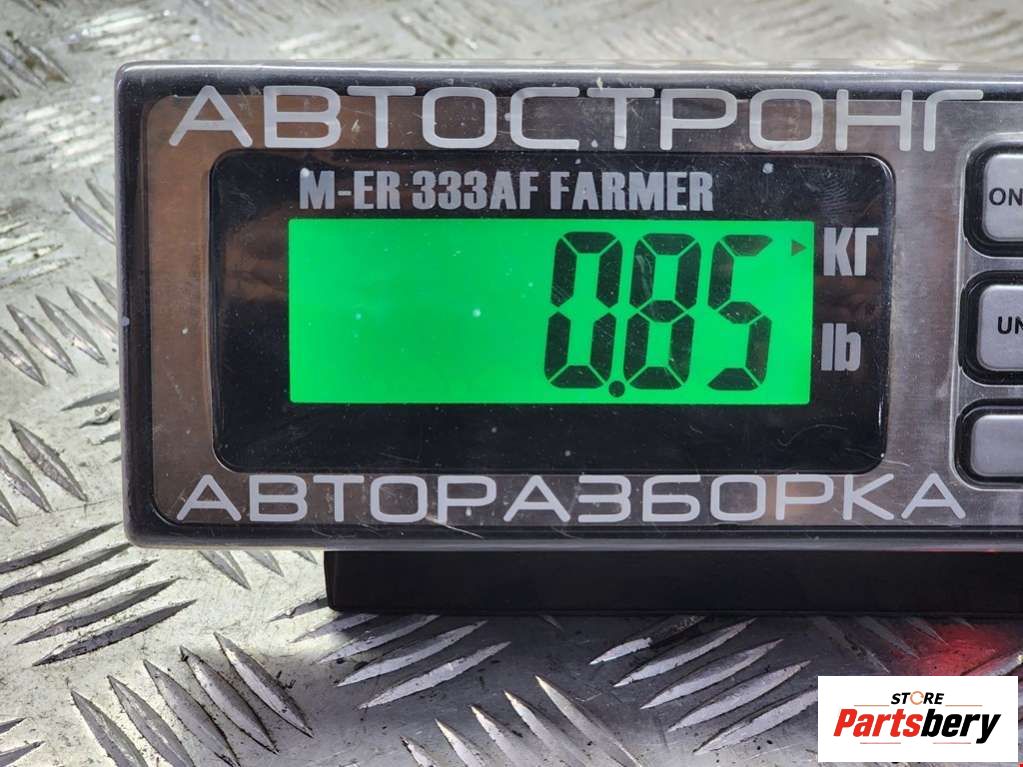 АВТОСТРОНГ
M-ER 333AF FARMER
0.85
КГ
lb
ON
UN
АВТОРАЗБОРКА
STORE
Partsbery